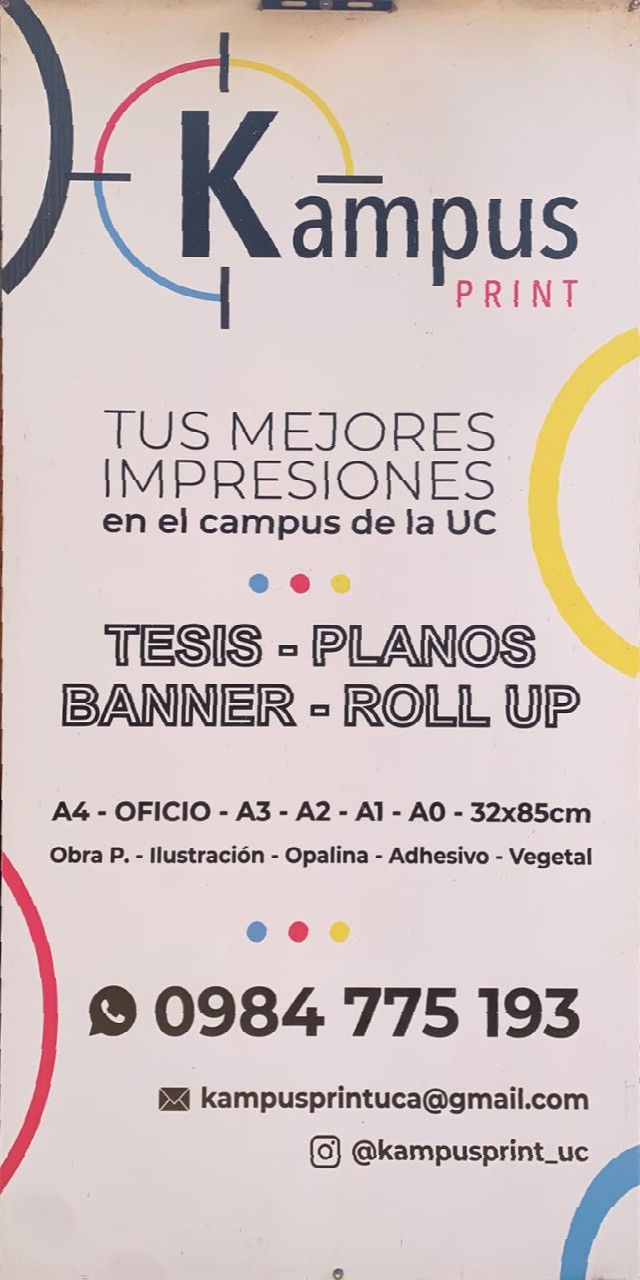 Kampus
PRINT
TUS MEJORES
IMPRESIONES
en el campus de la UC
TESIS - PLANOS
BANNER - ROLL UP
A4 - OFICIO - A3 - A2 - A1 - A0 - 32x85cm
Obra P. - Ilustración - Opalina - Adhesivo - Vegetal
0984 775 193
kampusprintuca@gmail.com
@kampusprint_uc